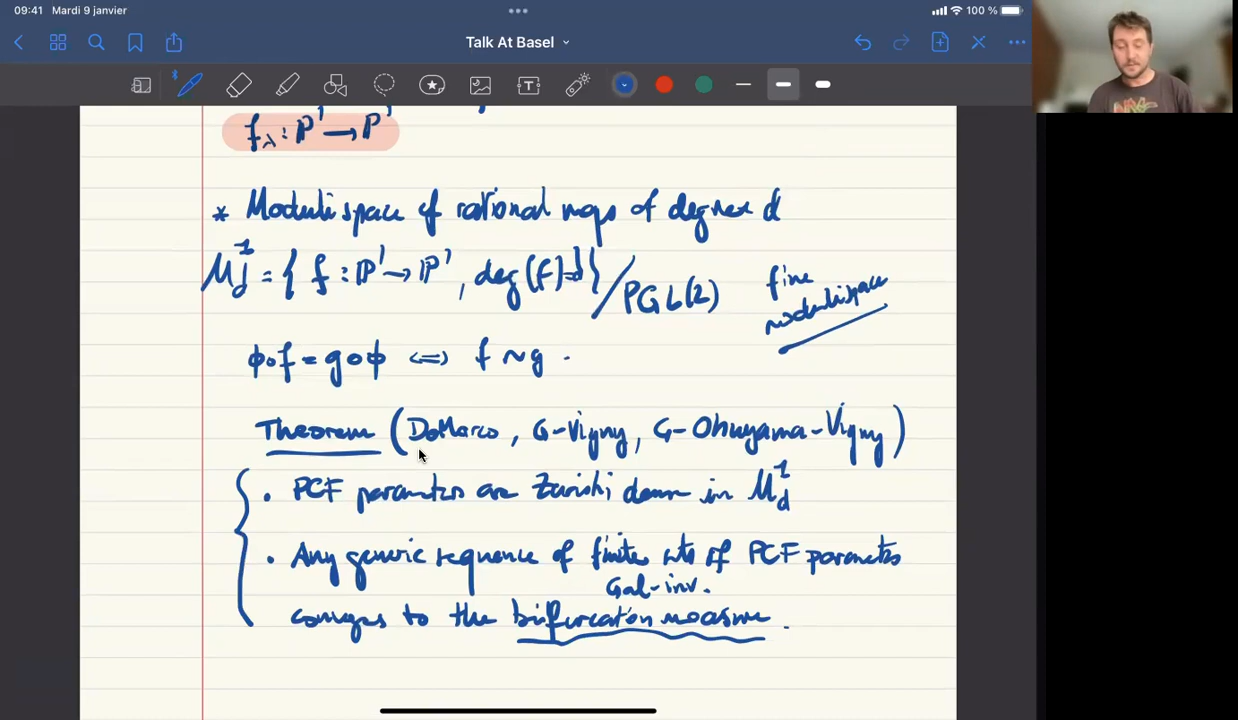 09:41 Mardi 9 janvier
100 %
Talk At Basel
f_λ : P¹ → P¹
* Moduli space of rational maps of degree d
M_d^1 = { f : P¹ → P¹, deg(f)=d} / PGL(2) fine
moduli space
φ∘f = g∘φ ⟺ f ~ g .
Theorem (DeMarco, G-Vigny, G-Okuyama-Vigny)
• PCF parameters are Zariski dense in M_d^1
• Any generic sequence of finite sets of PCF parameters
Gal-inv.
converges to the bifurcation measure.